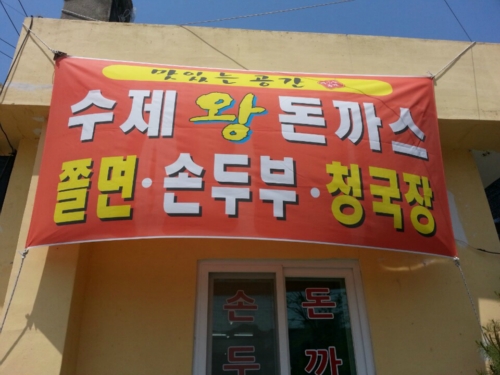 맛있는 공간
수제 왕 돈까스
쫄면·손두부·청국장
손두
돈까